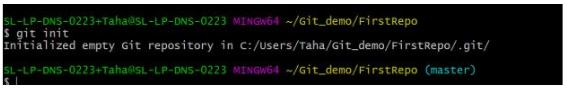 SL-LP-DNS-0223+Taha@SL-LP-DNS-0223 MINGW64 ~/Git_demo/FirstRepo
$ git init
Initialized empty Git repository in C:/Users/Taha/Git_demo/FirstRepo/.git/
SL-LP-DNS-0223+Taha@SL-LP-DNS-0223 MINGW64 ~/Git_demo/FirstRepo (master)
$